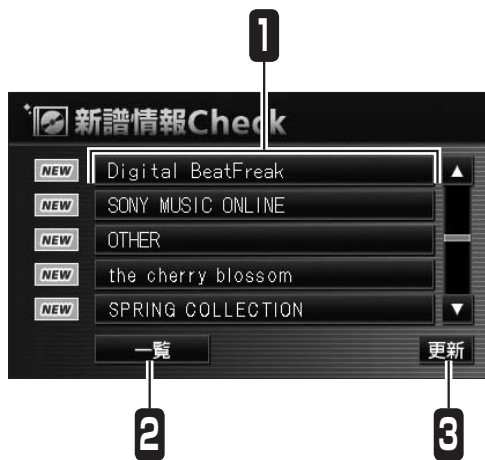 1
新譜情報Check
NEW Digital BeatFreak ▲
NEW SONY MUSIC ONLINE
NEW OTHER
NEW the cherry blossom
NEW SPRING COLLECTION ▼
一覧 更新
2 3